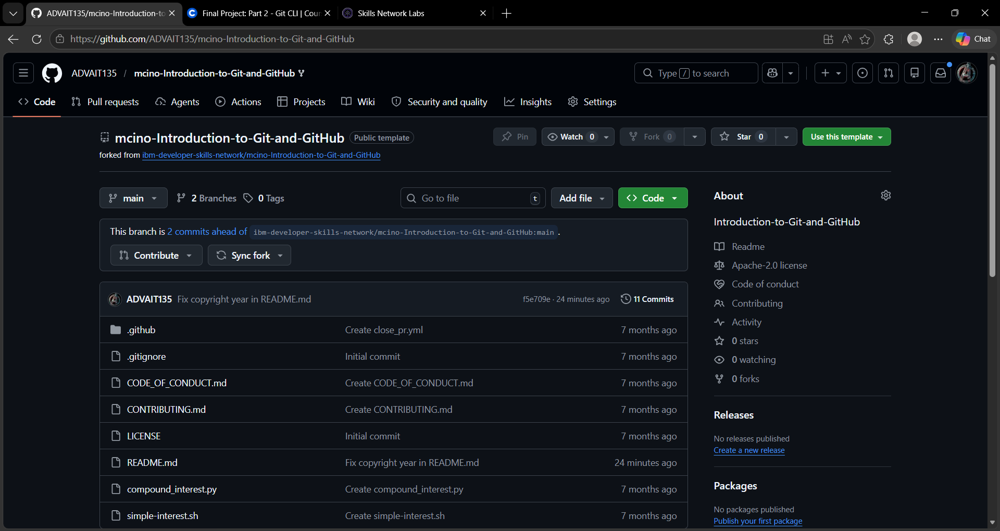 ADVAIT135/mcino-Introduction-to
Final Project: Part 2 - Git CLI | Cour
Skills Network Labs
https://github.com/ADVAIT135/mcino-Introduction-to-Git-and-GitHub
Chat
ADVAIT135 / mcino-Introduction-to-Git-and-GitHub
Type / to search
Code
Pull requests
Agents
Actions
Projects
Wiki
Security and quality
Insights
Settings
mcino-Introduction-to-Git-and-GitHub Public template
Pin
Watch 0
Fork 0
Star 0
Use this template
forked from ibm-developer-skills-network/mcino-Introduction-to-Git-and-GitHub
main
2 Branches
0 Tags
Go to file t
Add file
Code
This branch is 2 commits ahead of ibm-developer-skills-network/mcino-Introduction-to-Git-and-GitHub:main .
Contribute
Sync fork
ADVAIT135 Fix copyright year in README.md f5e709e · 24 minutes ago 11 Commits
.github Create close_pr.yml 7 months ago
.gitignore Initial commit 7 months ago
CODE_OF_CONDUCT.md Create CODE_OF_CONDUCT.md 7 months ago
CONTRIBUTING.md Create CONTRIBUTING.md 7 months ago
LICENSE Initial commit 7 months ago
README.md Fix copyright year in README.md 24 minutes ago
compound_interest.py Create compound_interest.py 7 months ago
simple-interest.sh Create simple-interest.sh 7 months ago
About
Introduction-to-Git-and-GitHub
Readme
Apache-2.0 license
Code of conduct
Contributing
Activity
0 stars
0 watching
0 forks
Releases
No releases published
Create a new release
Packages
No packages published
Publish your first package